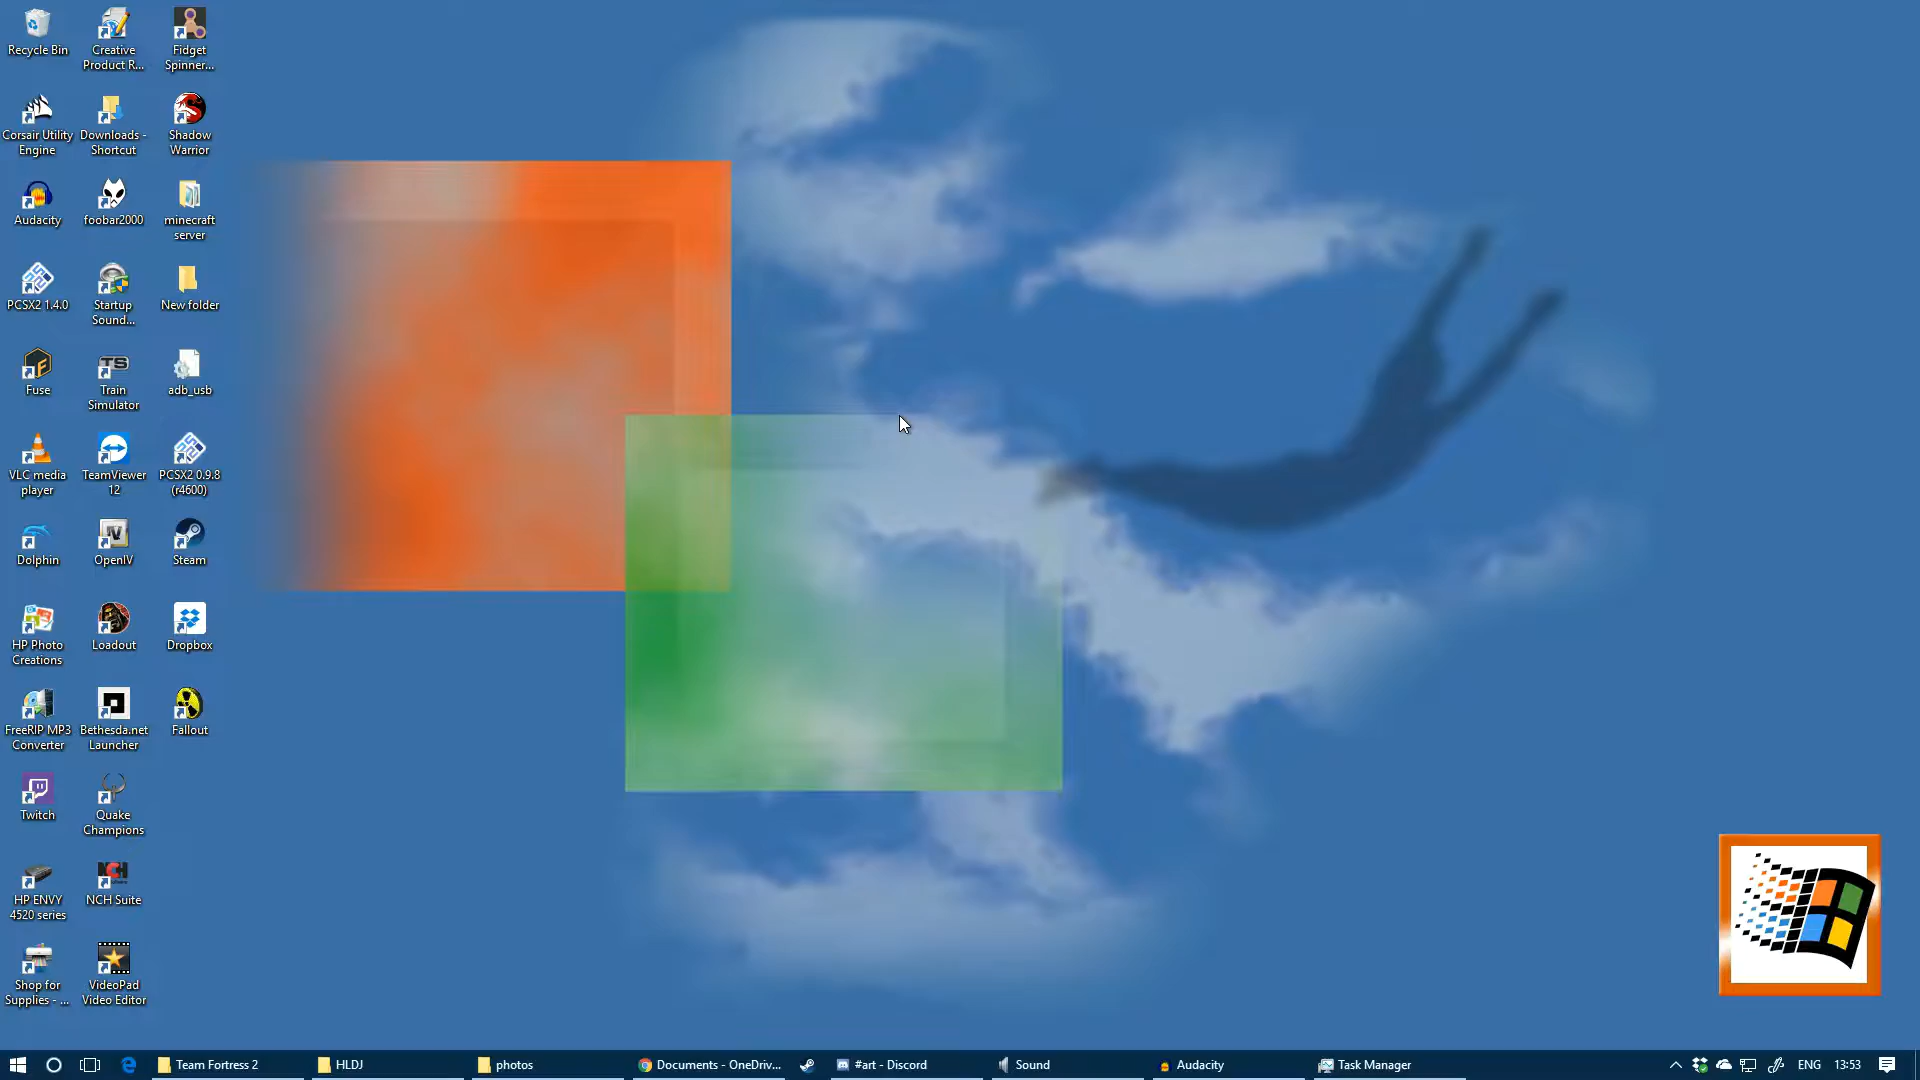 Recycle Bin
Creative
Product R...
Fidget
Spinner...
Corsair Utility
Engine
Downloads -
Shortcut
Shadow
Warrior
Audacity
foobar2000
minecraft
server
PCSX2 1.4.0
Startup
Sound...
New folder
Fuse
TS
Train
Simulator
adb_usb
VLC media
player
TeamViewer
12
PCSX2 0.9.8
(r4600)
Dolphin
IV
OpenIV
Steam
HP Photo
Creations
Loadout
Dropbox
FreeRIP MP3
Converter
Bethesda.net
Launcher
Fallout
Twitch
Quake
Champions
HP ENVY
4520 series
NCH
NCH Suite
Shop for
Supplies - ...
VideoPad
Video Editor
Team Fortress 2
HLDJ
photos
Documents - OneDriv...
#art - Discord
Sound
Audacity
Task Manager
ENG
13:53